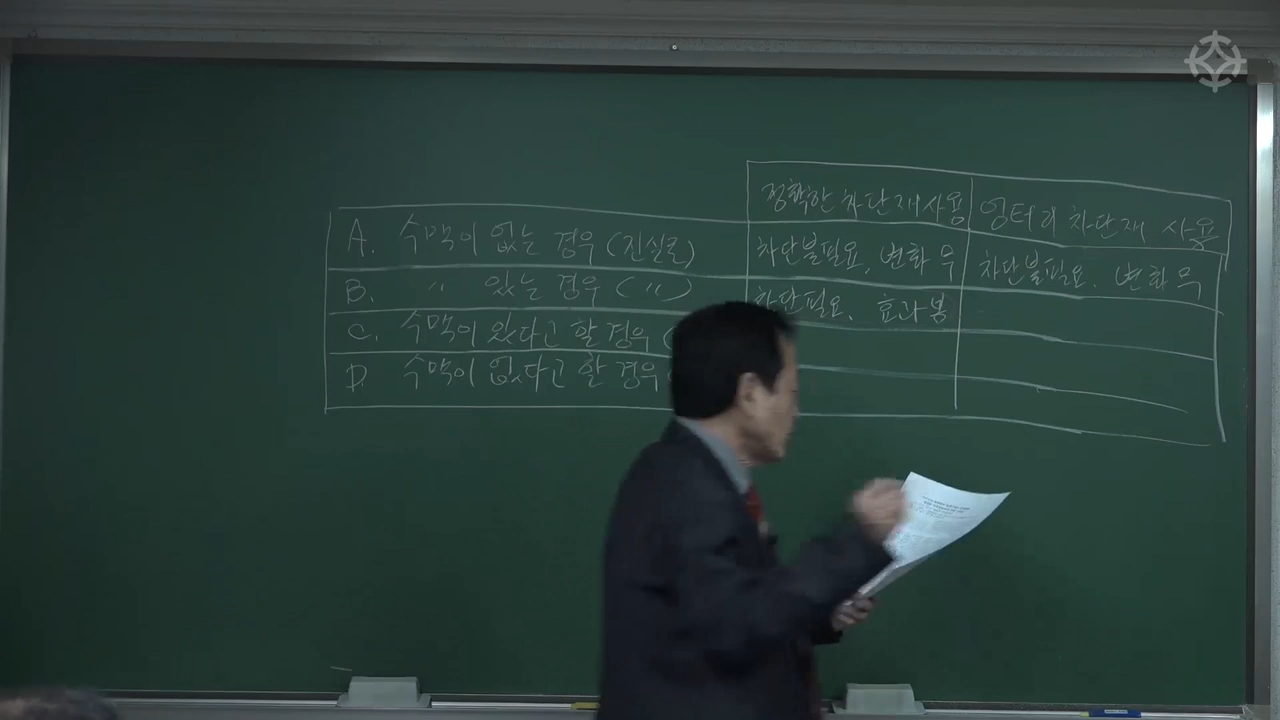 정확한 차단재사용 엉터리 차단재 사용
A. 수맥이 없는 경우 (진실로) 차단불필요, 변화 무 차단불필요, 변화 무
B. 〃 있는 경우 (〃) 차단필요, 효과봄
C. 수맥이 있다고 할 경우 (
D. 수맥이 없다고 할 경우